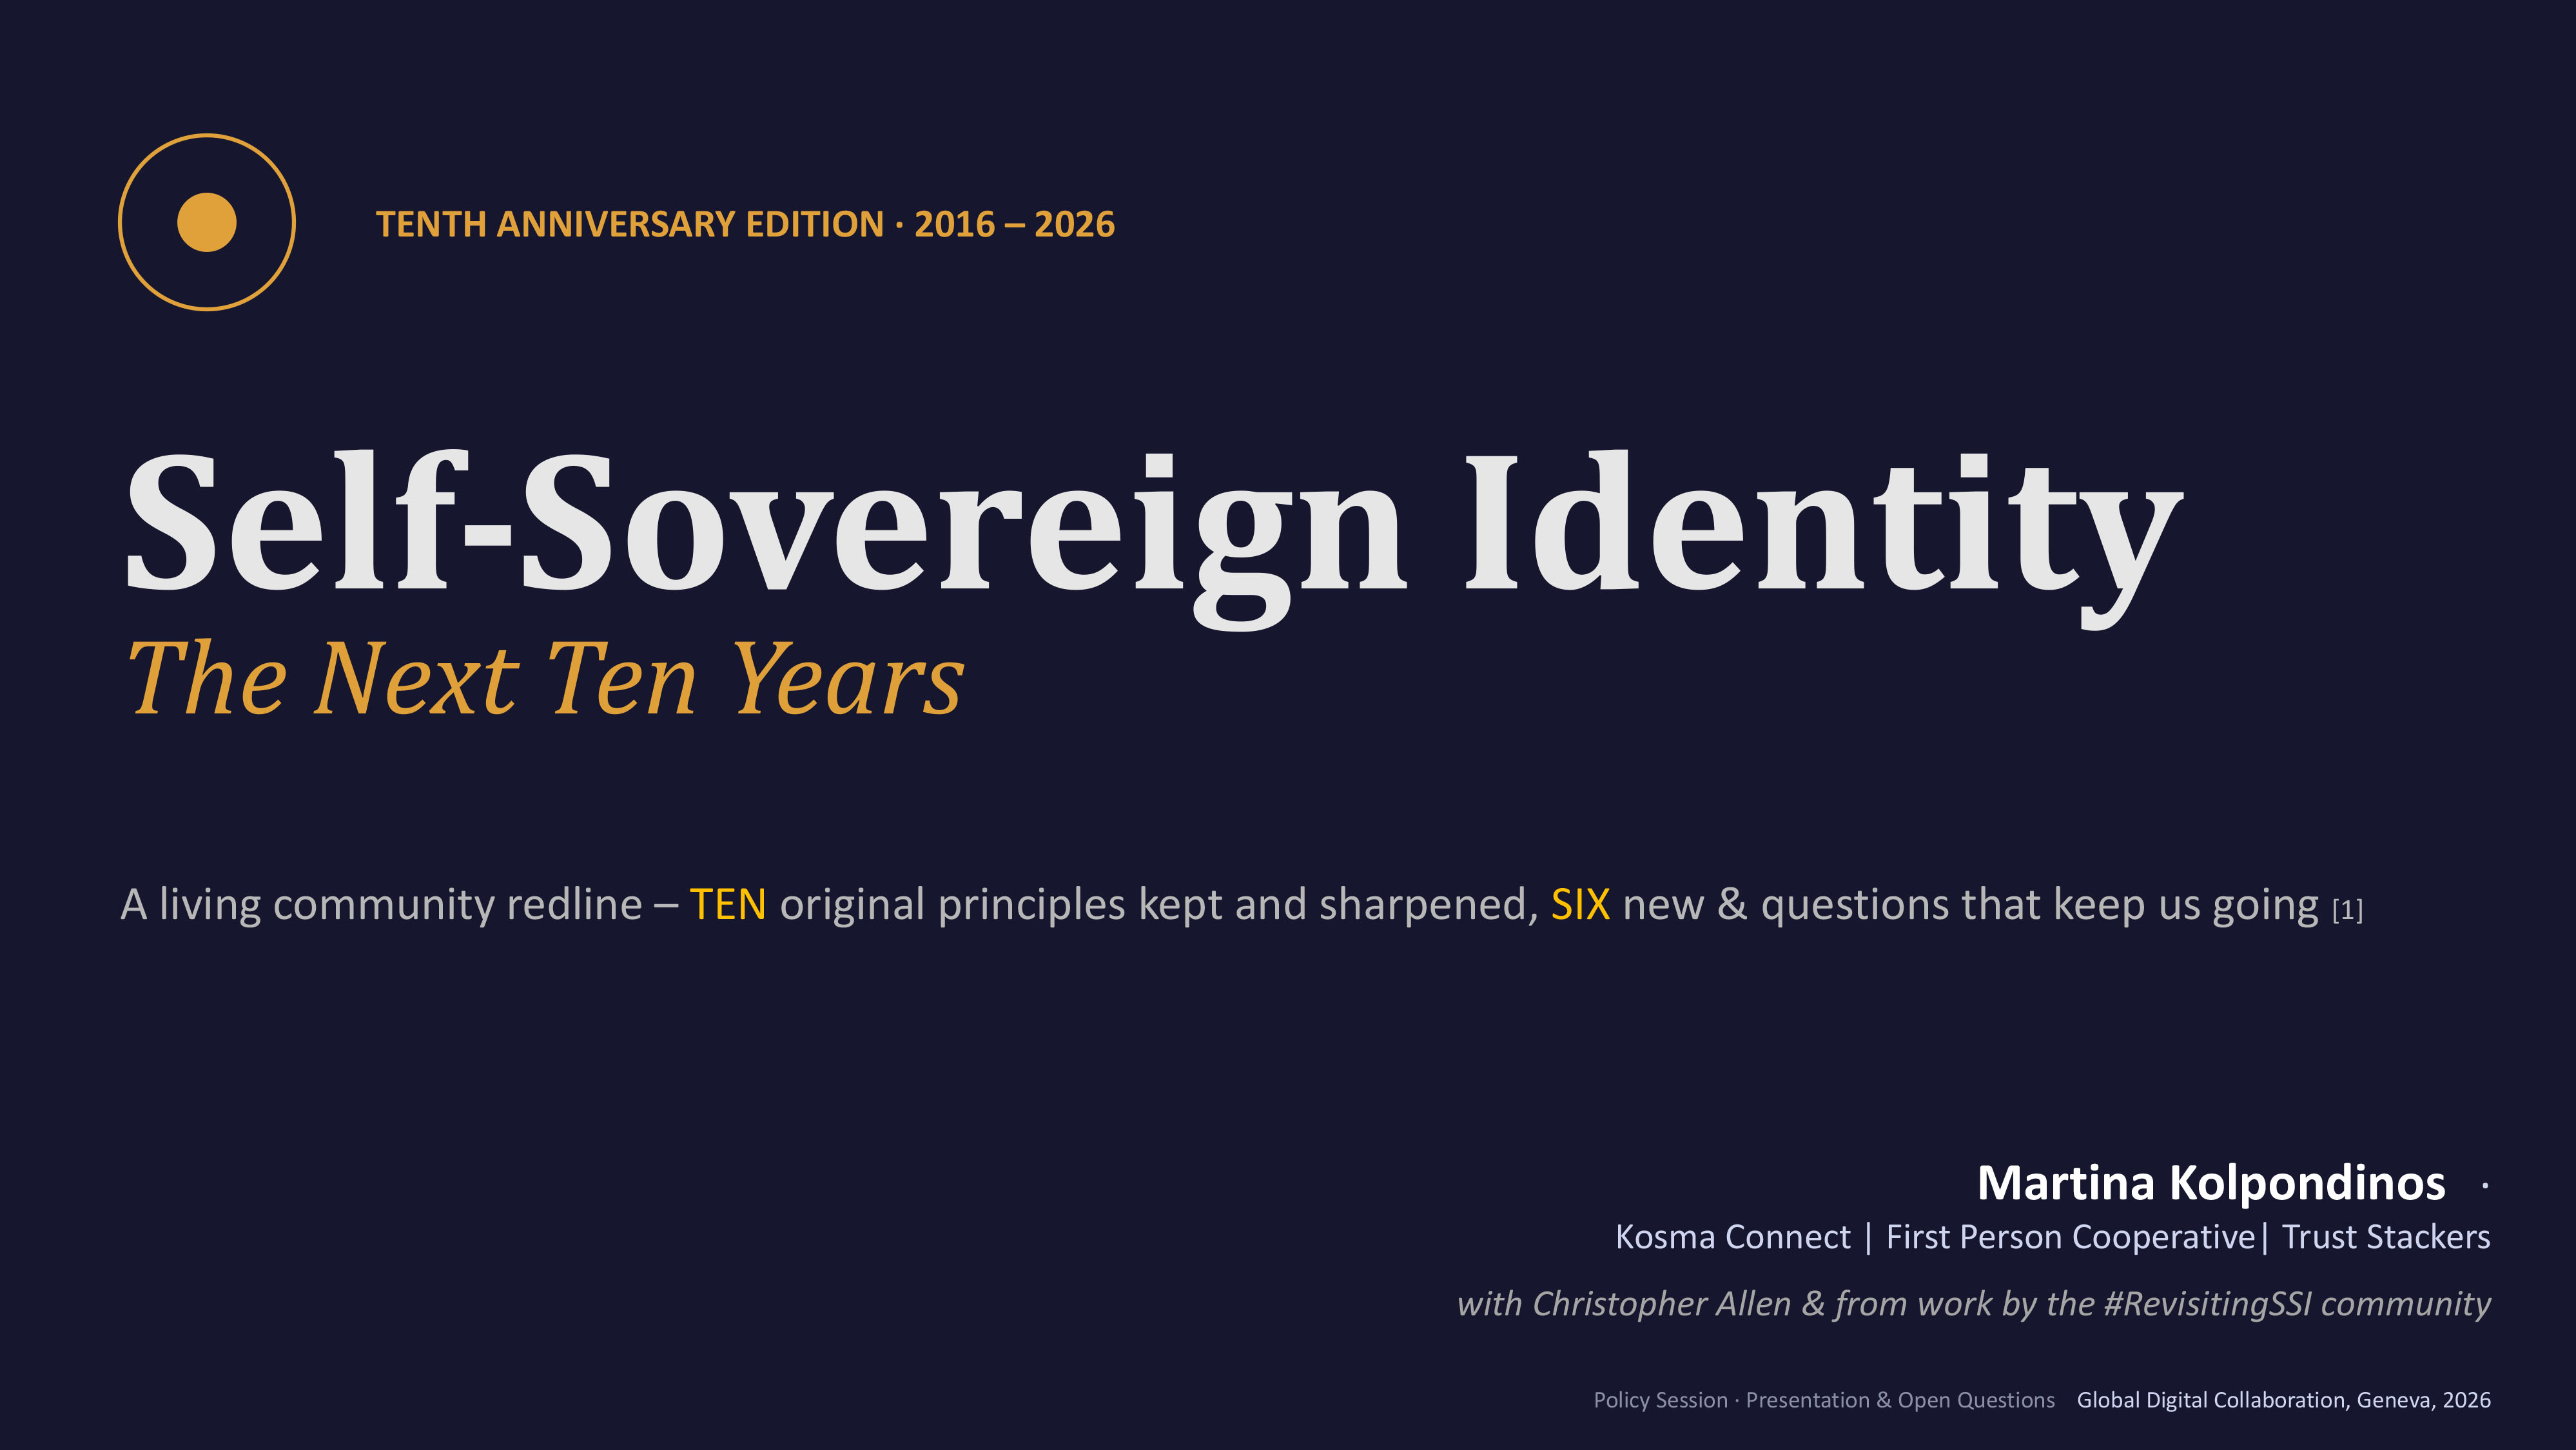 TENTH ANNIVERSARY EDITION · 2016 – 2026
Self-Sovereign Identity
The Next Ten Years
A living community redline – TEN original principles kept and sharpened, SIX new & questions that keep us going [1]
Martina Kolpondinos ·
Kosma Connect | First Person Cooperative| Trust Stackers
with Christopher Allen & from work by the #RevisitingSSI community
Policy Session · Presentation & Open Questions Global Digital Collaboration, Geneva, 2026